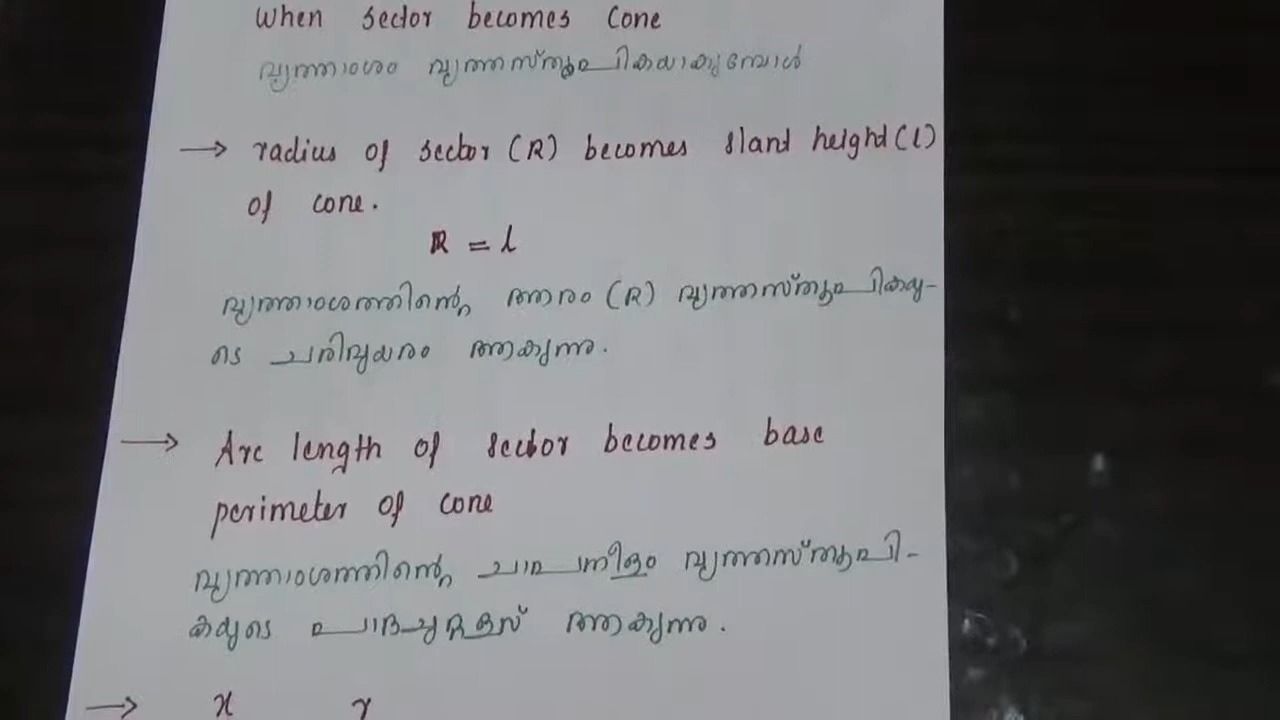 When sector becomes Cone
വൃത്താംശം വൃത്തസ്തൂപികയാകുമ്പോൾ
→ radius of sector (R) becomes slant height (l)
of cone.
R = l
വൃത്താംശത്തിന്റെ ആരം (R) വൃത്തസ്തൂപികയു-
ടെ ചരിവുയരം ആകുന്നു.
→ Arc length of sector becomes base
perimeter of cone
വൃത്താംശത്തിന്റെ ചാപനീളം വൃത്തസ്തൂപി-
കയുടെ പാദചുറ്റളവ് ആകുന്നു.
→ x r